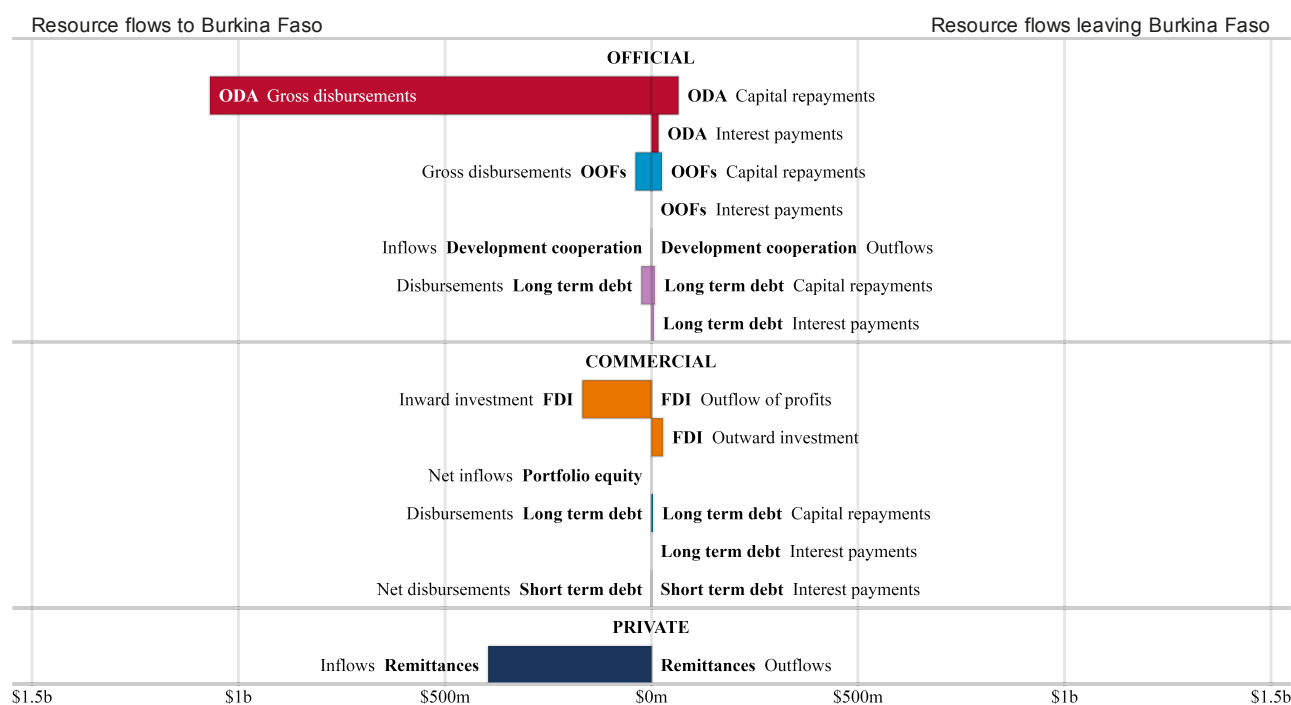 Resource flows to Burkina Faso Resource flows leaving Burkina Faso
OFFICIAL
ODA Gross disbursements ODA Capital repayments
ODA Interest payments
Gross disbursements OOFs OOFs Capital repayments
OOFs Interest payments
Inflows Development cooperation Development cooperation Outflows
Disbursements Long term debt Long term debt Capital repayments
Long term debt Interest payments
COMMERCIAL
Inward investment FDI FDI Outflow of profits
FDI Outward investment
Net inflows Portfolio equity
Disbursements Long term debt Long term debt Capital repayments
Long term debt Interest payments
Net disbursements Short term debt Short term debt Interest payments
PRIVATE
Inflows Remittances Remittances Outflows
$1.5b $1b $500m $0m $500m $1b $1.5b